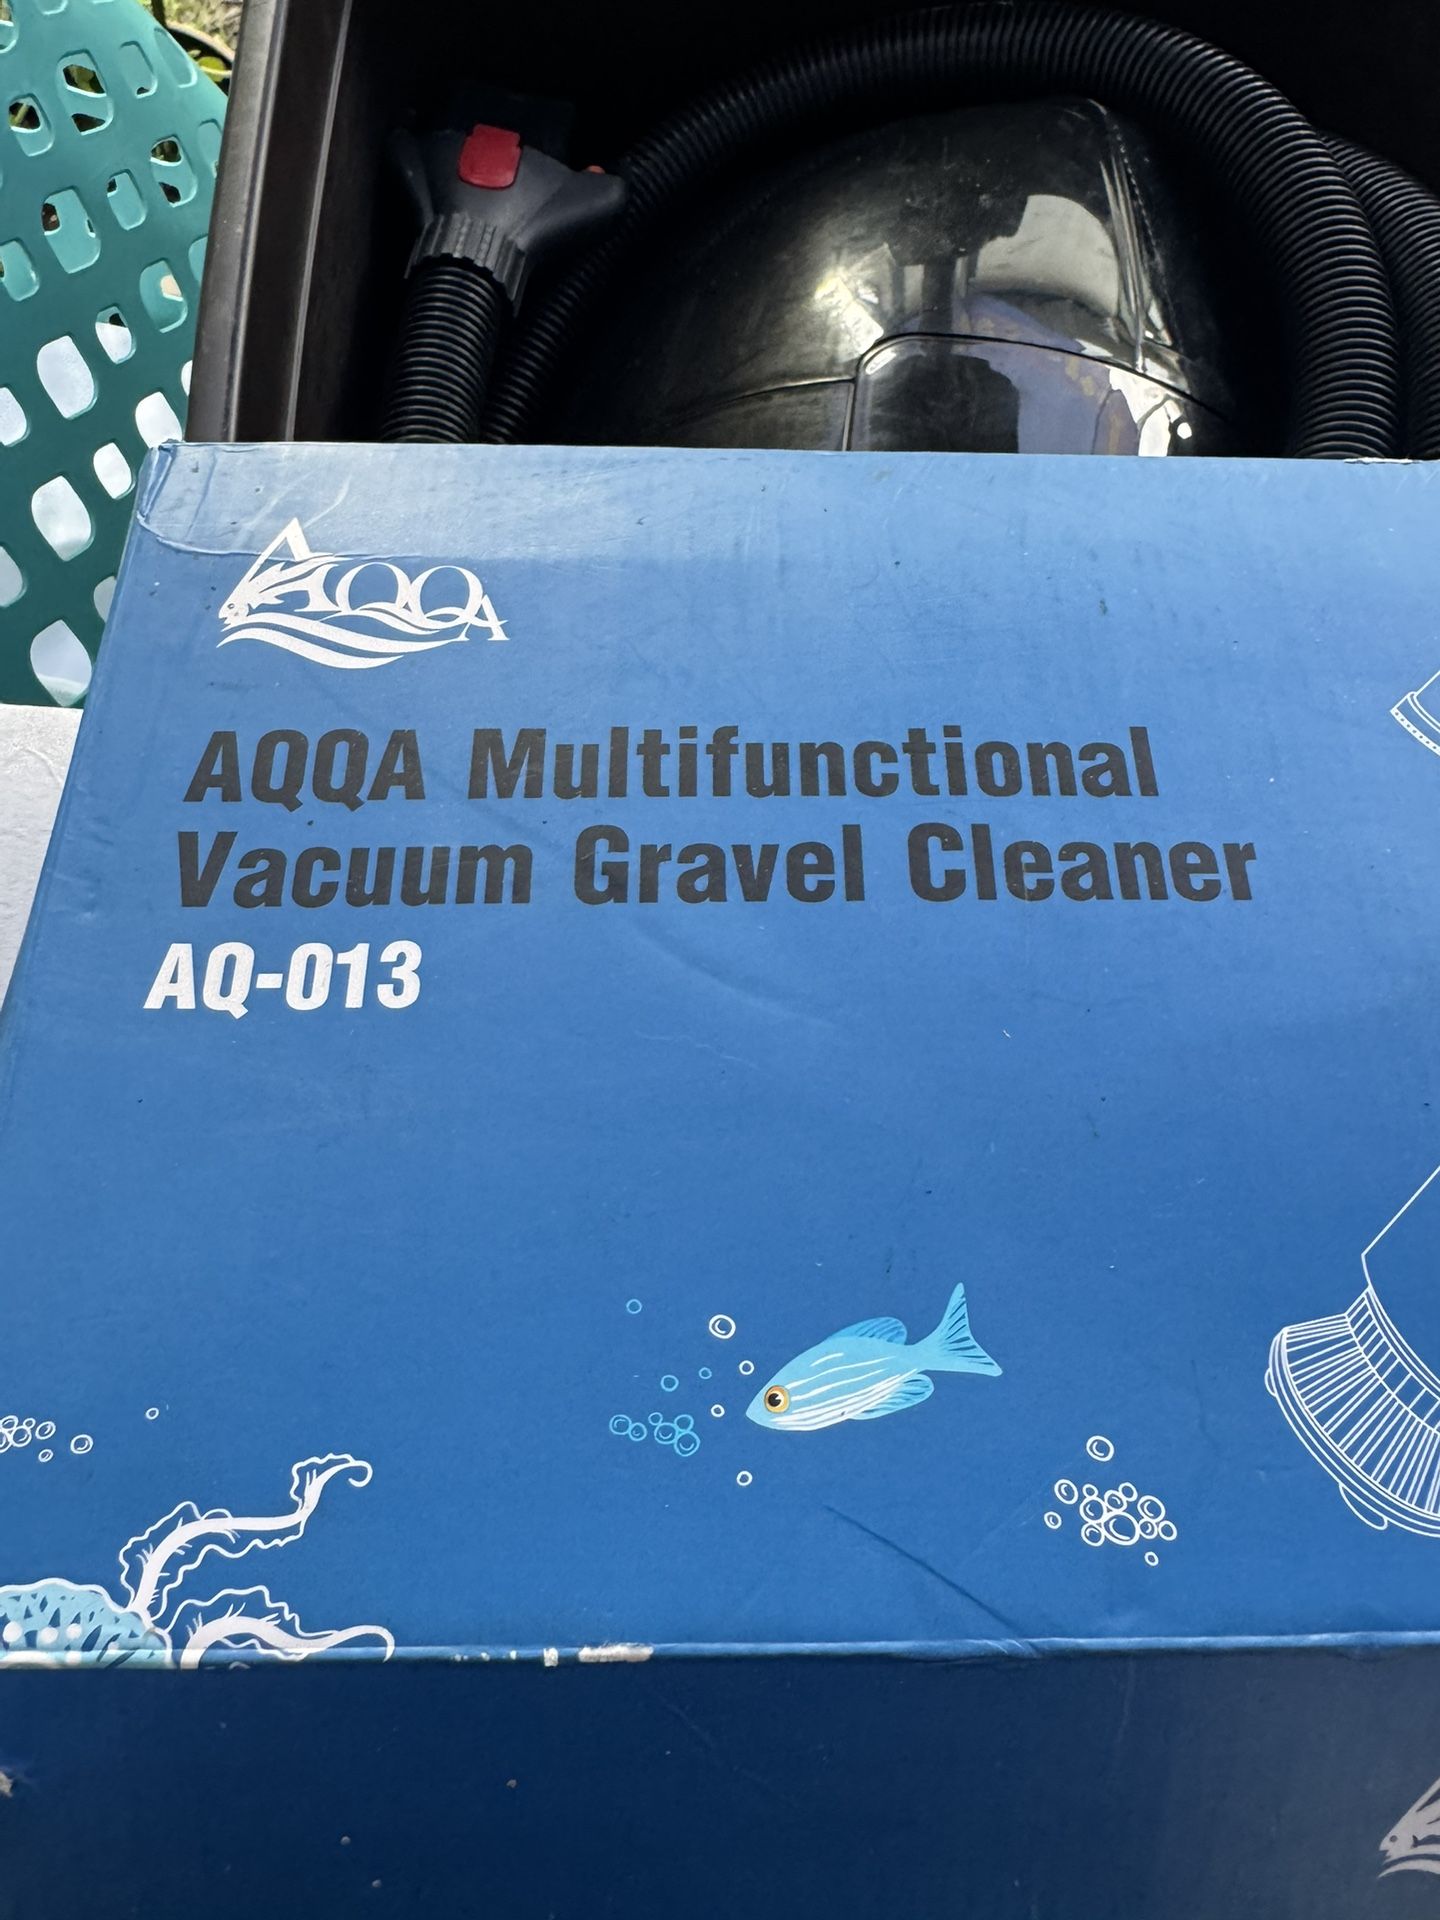 AQQA
AQQA Multifunctional
Vacuum Gravel Cleaner
AQ-013